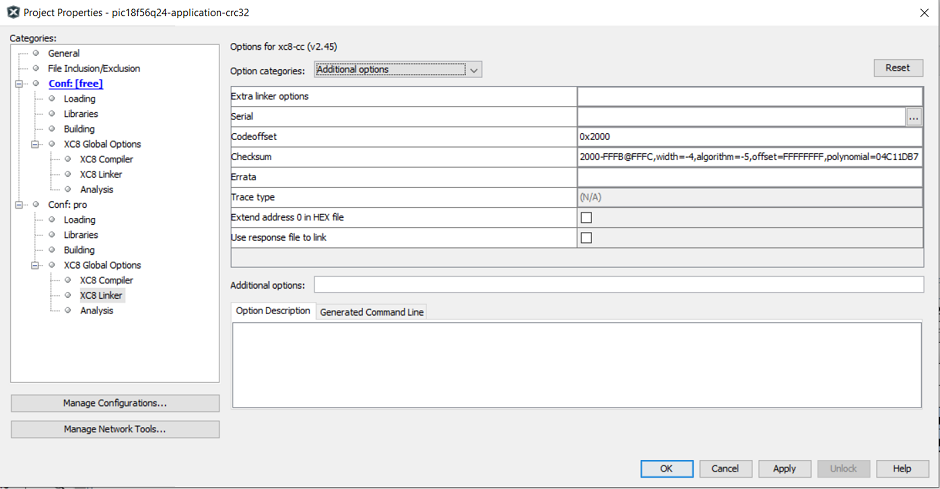 Project Properties - pic18f56q24-application-crc32
Categories:
General
File Inclusion/Exclusion
Conf: [free]
Loading
Libraries
Building
XC8 Global Options
XC8 Compiler
XC8 Linker
Analysis
Conf: pro
Loading
Libraries
Building
XC8 Global Options
XC8 Compiler
XC8 Linker
Analysis
Manage Configurations...
Manage Network Tools...
Options for xc8-cc (v2.45)
Option categories: Additional options Reset
Extra linker options
Serial ...
Codeoffset 0x2000
Checksum 2000-FFFB@FFFC,width=-4,algorithm=-5,offset=FFFFFFFF,polynomial=04C11DB7
Errata
Trace type (N/A)
Extend address 0 in HEX file
Use response file to link
Additional options:
Option Description Generated Command Line
OK Cancel Apply Unlock Help